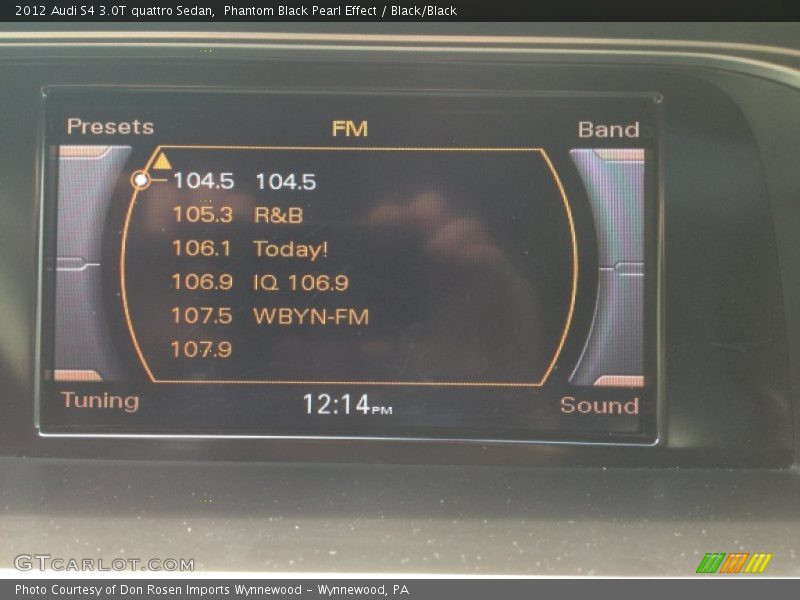 2012 Audi S4 3.0T quattro Sedan,  Phantom Black Pearl Effect / Black/Black
Presets FM Band
104.5 104.5
105.3 R&B
106.1 Today!
106.9 IQ 106.9
107.5 WBYN-FM
107.9
Tuning 12:14PM Sound
GTCARLOT.COM
Photo Courtesy of Don Rosen Imports Wynnewood - Wynnewood, PA